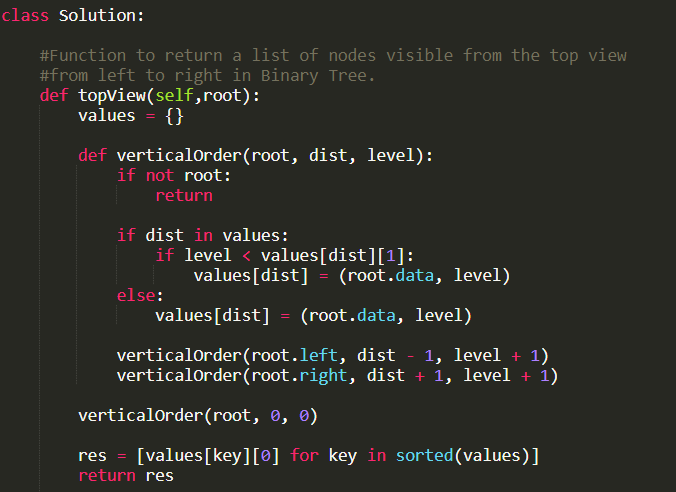 class Solution:
#Function to return a list of nodes visible from the top view
#from left to right in Binary Tree.
def topView(self,root):
values = {}
def verticalOrder(root, dist, level):
if not root:
return
if dist in values:
if level < values[dist][1]:
values[dist] = (root.data, level)
else:
values[dist] = (root.data, level)
verticalOrder(root.left, dist - 1, level + 1)
verticalOrder(root.right, dist + 1, level + 1)
verticalOrder(root, 0, 0)
res = [values[key][0] for key in sorted(values)]
return res